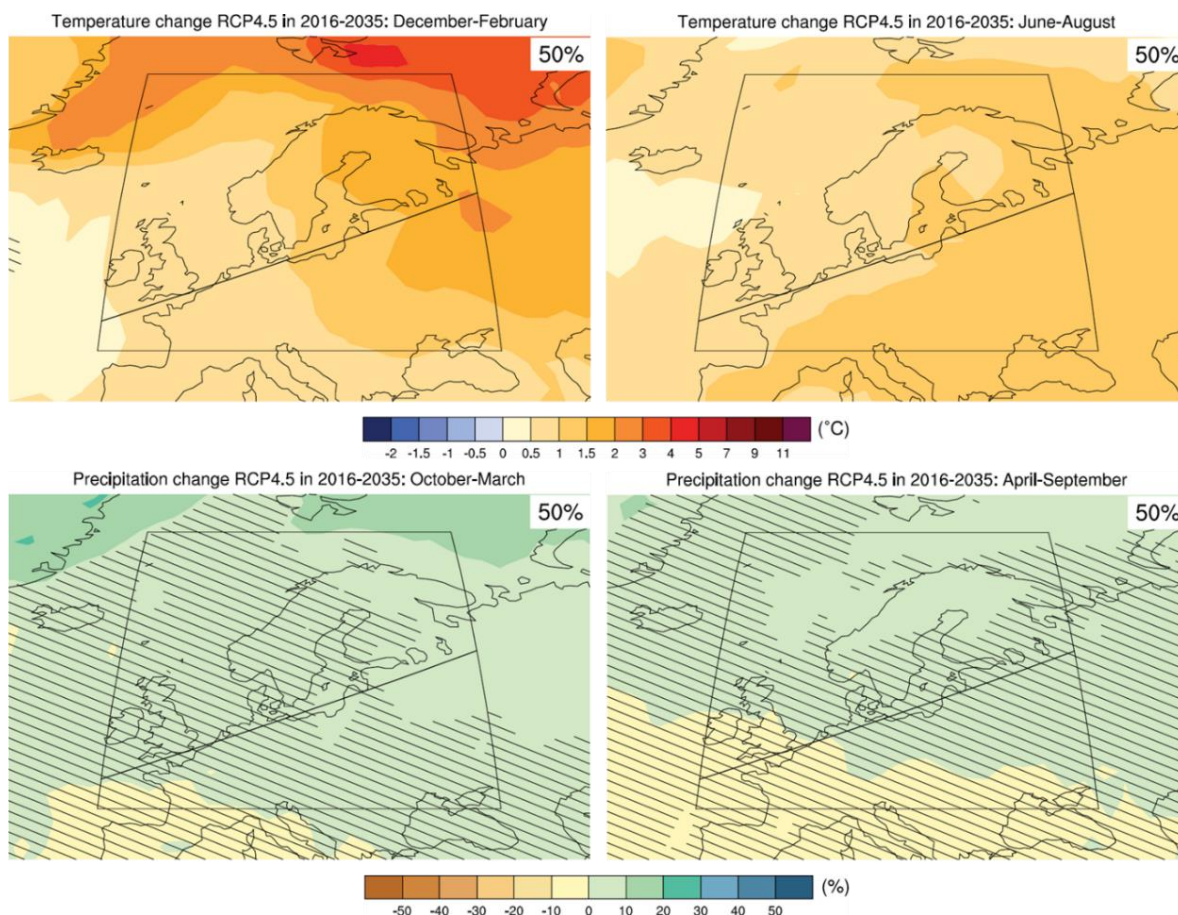 Temperature change RCP4.5 in 2016-2035: December-February
Temperature change RCP4.5 in 2016-2035: June-August
50%
50%
-2 -1.5 -1 -0.5 0 0.5 1 1.5 2 3 4 5 7 9 11 (°C)
Precipitation change RCP4.5 in 2016-2035: October-March
Precipitation change RCP4.5 in 2016-2035: April-September
50%
50%
-50 -40 -30 -20 -10 0 10 20 30 40 50 (%)